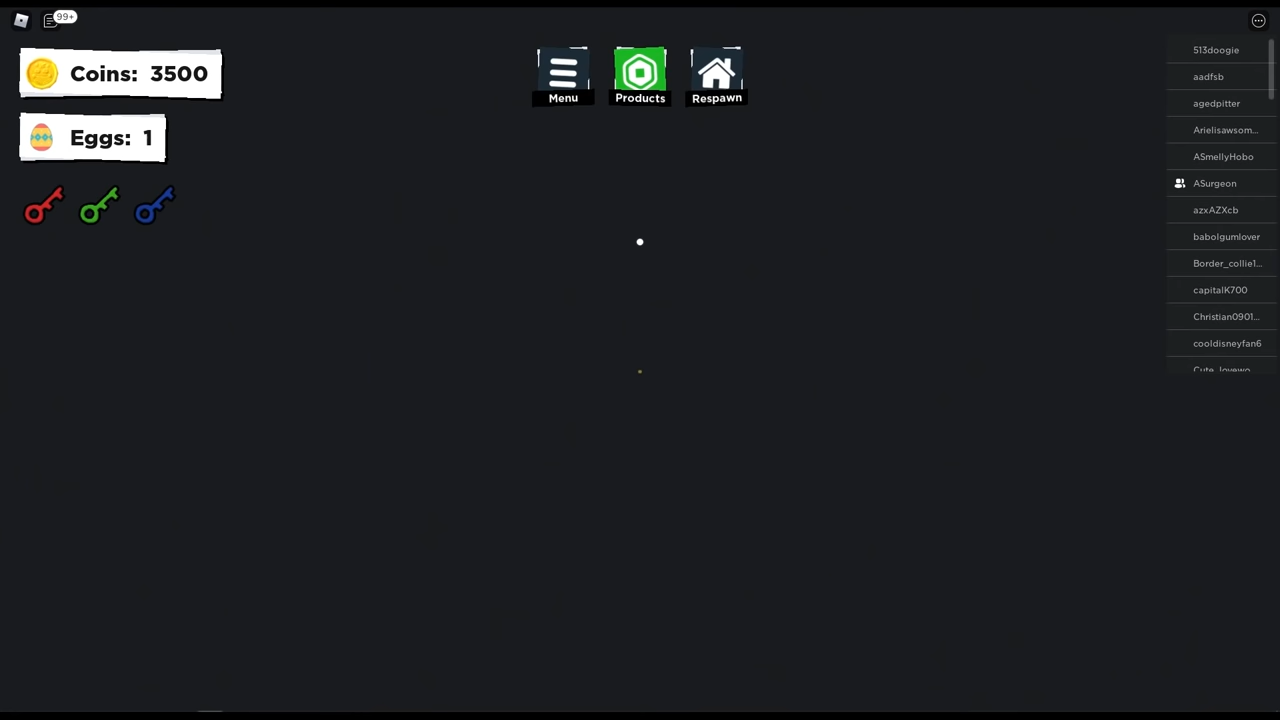 99+
Coins: 3500
Eggs: 1
Menu
Products
Respawn
513doogie
aadfsb
agedpitter
Arielisawsom...
ASmellyHobo
ASurgeon
azxAZXcb
babolgumlover
Border_collie1...
capitalK700
Christian0901...
cooldisneyfan6